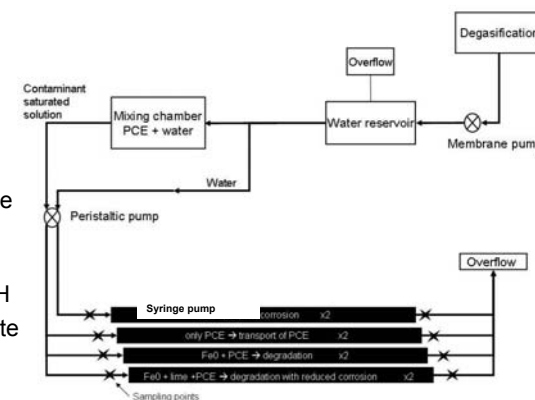 Degasification
Overflow
Contaminant
saturated
solution
Mixing chamber
PCE + water
Water reservoir
Membrane pum
Water
Peristaltic pump
e
H
te
Overflow
Syringe pump
corrosion x2
only PCE → transport of PCE x2
Fe0 + PCE → degradation x2
Fe0 + lime +PCE → degradation with reduced corrosion x2
Sampling points